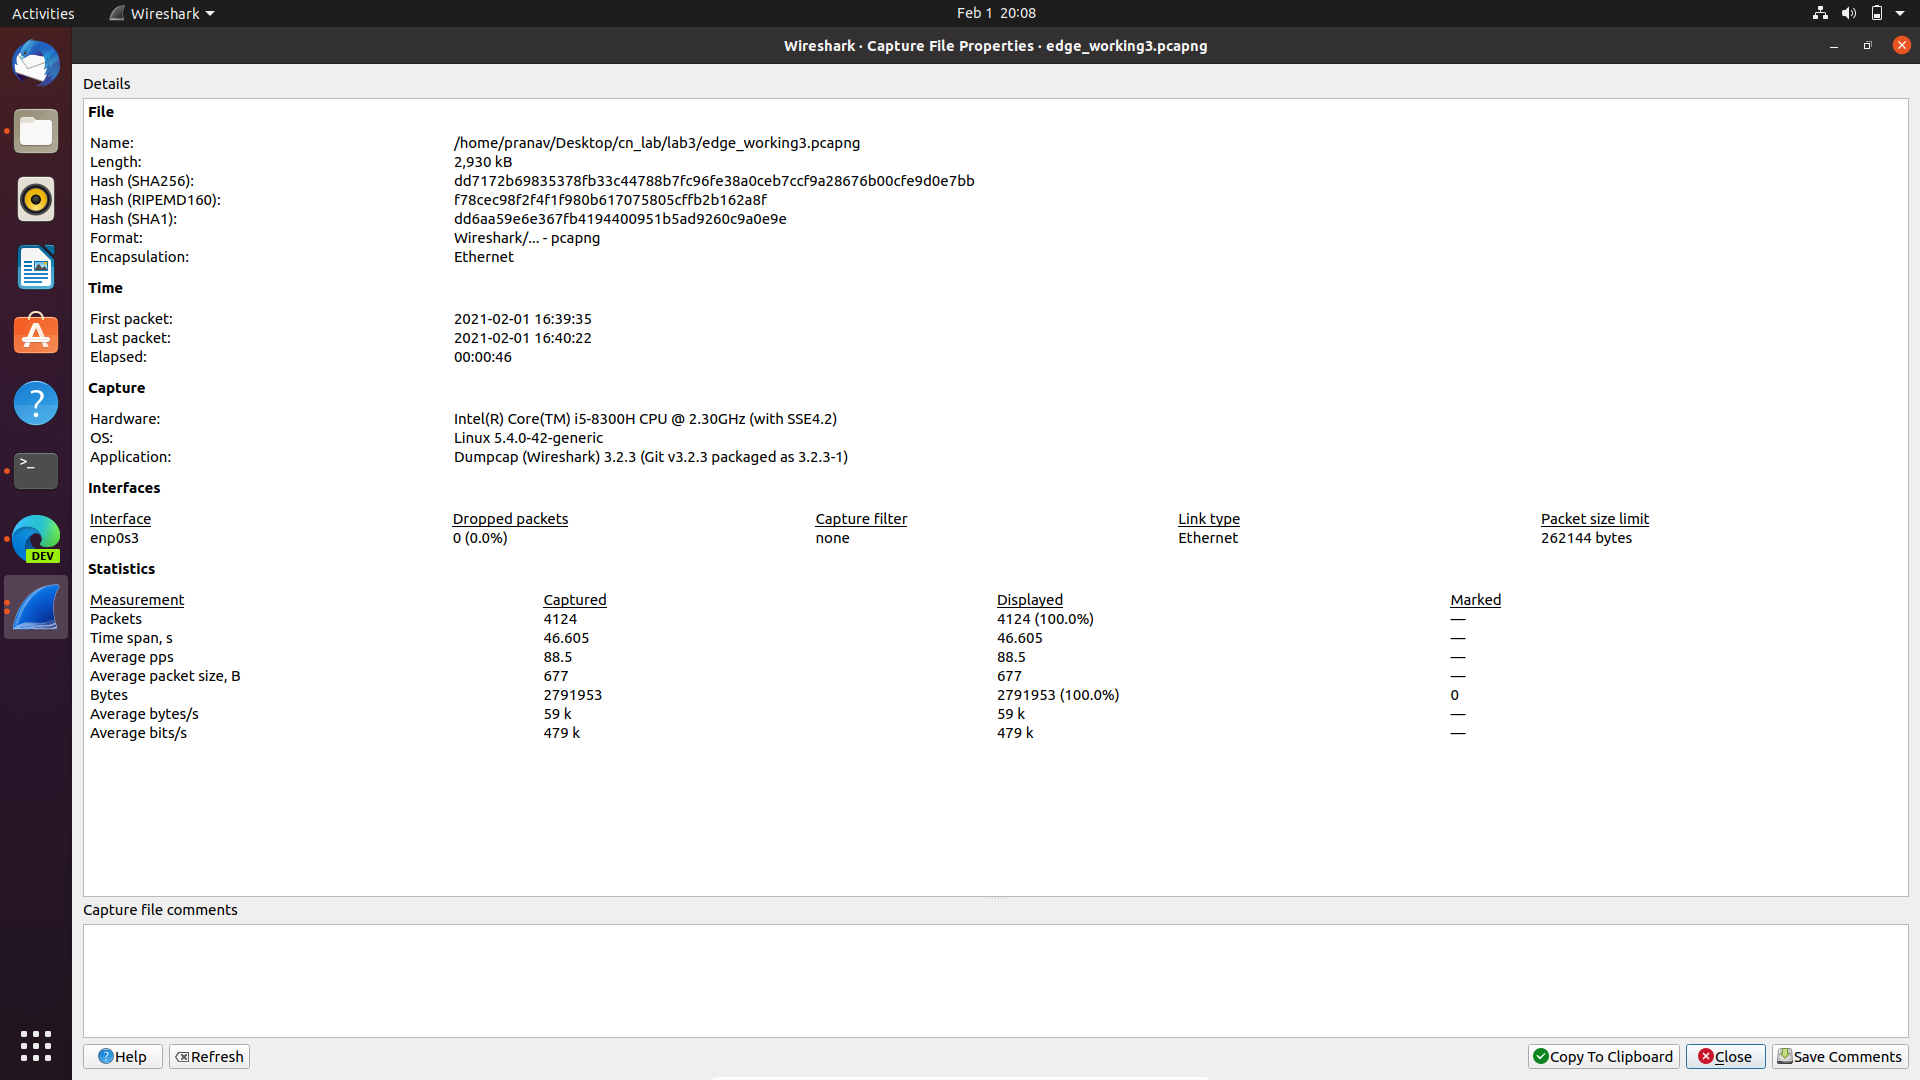 Activities Wireshark Feb 1 20:08
Wireshark · Capture File Properties · edge_working3.pcapng
Details
File
Name: /home/pranav/Desktop/cn_lab/lab3/edge_working3.pcapng
Length: 2,930 kB
Hash (SHA256): dd7172b69835378fb33c44788b7fc96fe38a0ceb7ccf9a28676b00cfe9d0e7bb
Hash (RIPEMD160): f78cec98f2f4f1f980b617075805cffb2b162a8f
Hash (SHA1): dd6aa59e6e367fb4194400951b5ad9260c9a0e9e
Format: Wireshark/... - pcapng
Encapsulation: Ethernet
Time
First packet: 2021-02-01 16:39:35
Last packet: 2021-02-01 16:40:22
Elapsed: 00:00:46
Capture
Hardware: Intel(R) Core(TM) i5-8300H CPU @ 2.30GHz (with SSE4.2)
OS: Linux 5.4.0-42-generic
Application: Dumpcap (Wireshark) 3.2.3 (Git v3.2.3 packaged as 3.2.3-1)
Interfaces
Interface Dropped packets Capture filter Link type Packet size limit
enp0s3 0 (0.0%) none Ethernet 262144 bytes
DEV
Statistics
Measurement Captured Displayed Marked
Packets 4124 4124 (100.0%) —
Time span, s 46.605 46.605 —
Average pps 88.5 88.5 —
Average packet size, B 677 677 —
Bytes 2791953 2791953 (100.0%) 0
Average bytes/s 59 k 59 k —
Average bits/s 479 k 479 k —
Capture file comments
Help Refresh Copy To Clipboard Close Save Comments